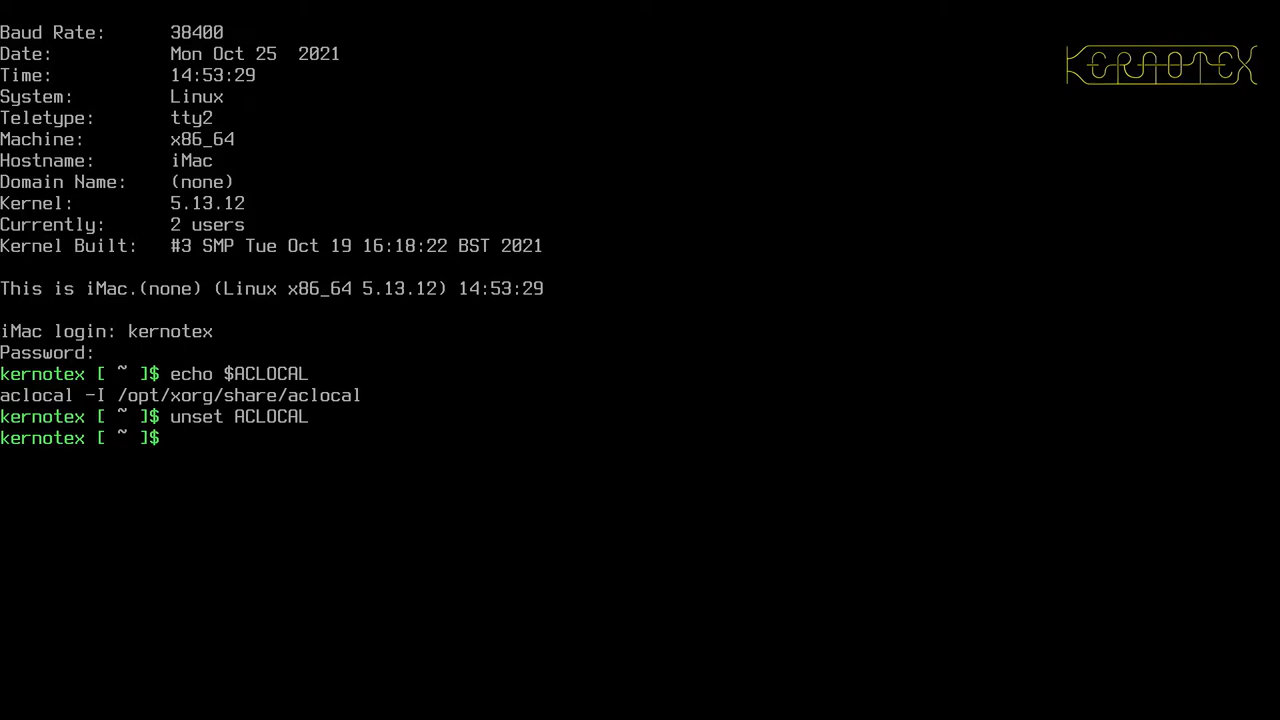 Baud Rate: 38400
Date: Mon Oct 25 2021
Time: 14:53:29
System: Linux
Teletype: tty2
Machine: x86_64
Hostname: iMac
Domain Name: (none)
Kernel: 5.13.12
Currently: 2 users
Kernel Built: #3 SMP Tue Oct 19 16:18:22 BST 2021
This is iMac.(none) (Linux x86_64 5.13.12) 14:53:29
iMac login: kernotex
Password:
kernotex [ ~ ]$ echo $ACLOCAL
aclocal -I /opt/xorg/share/aclocal
kernotex [ ~ ]$ unset ACLOCAL
kernotex [ ~ ]$
KERNOTEX